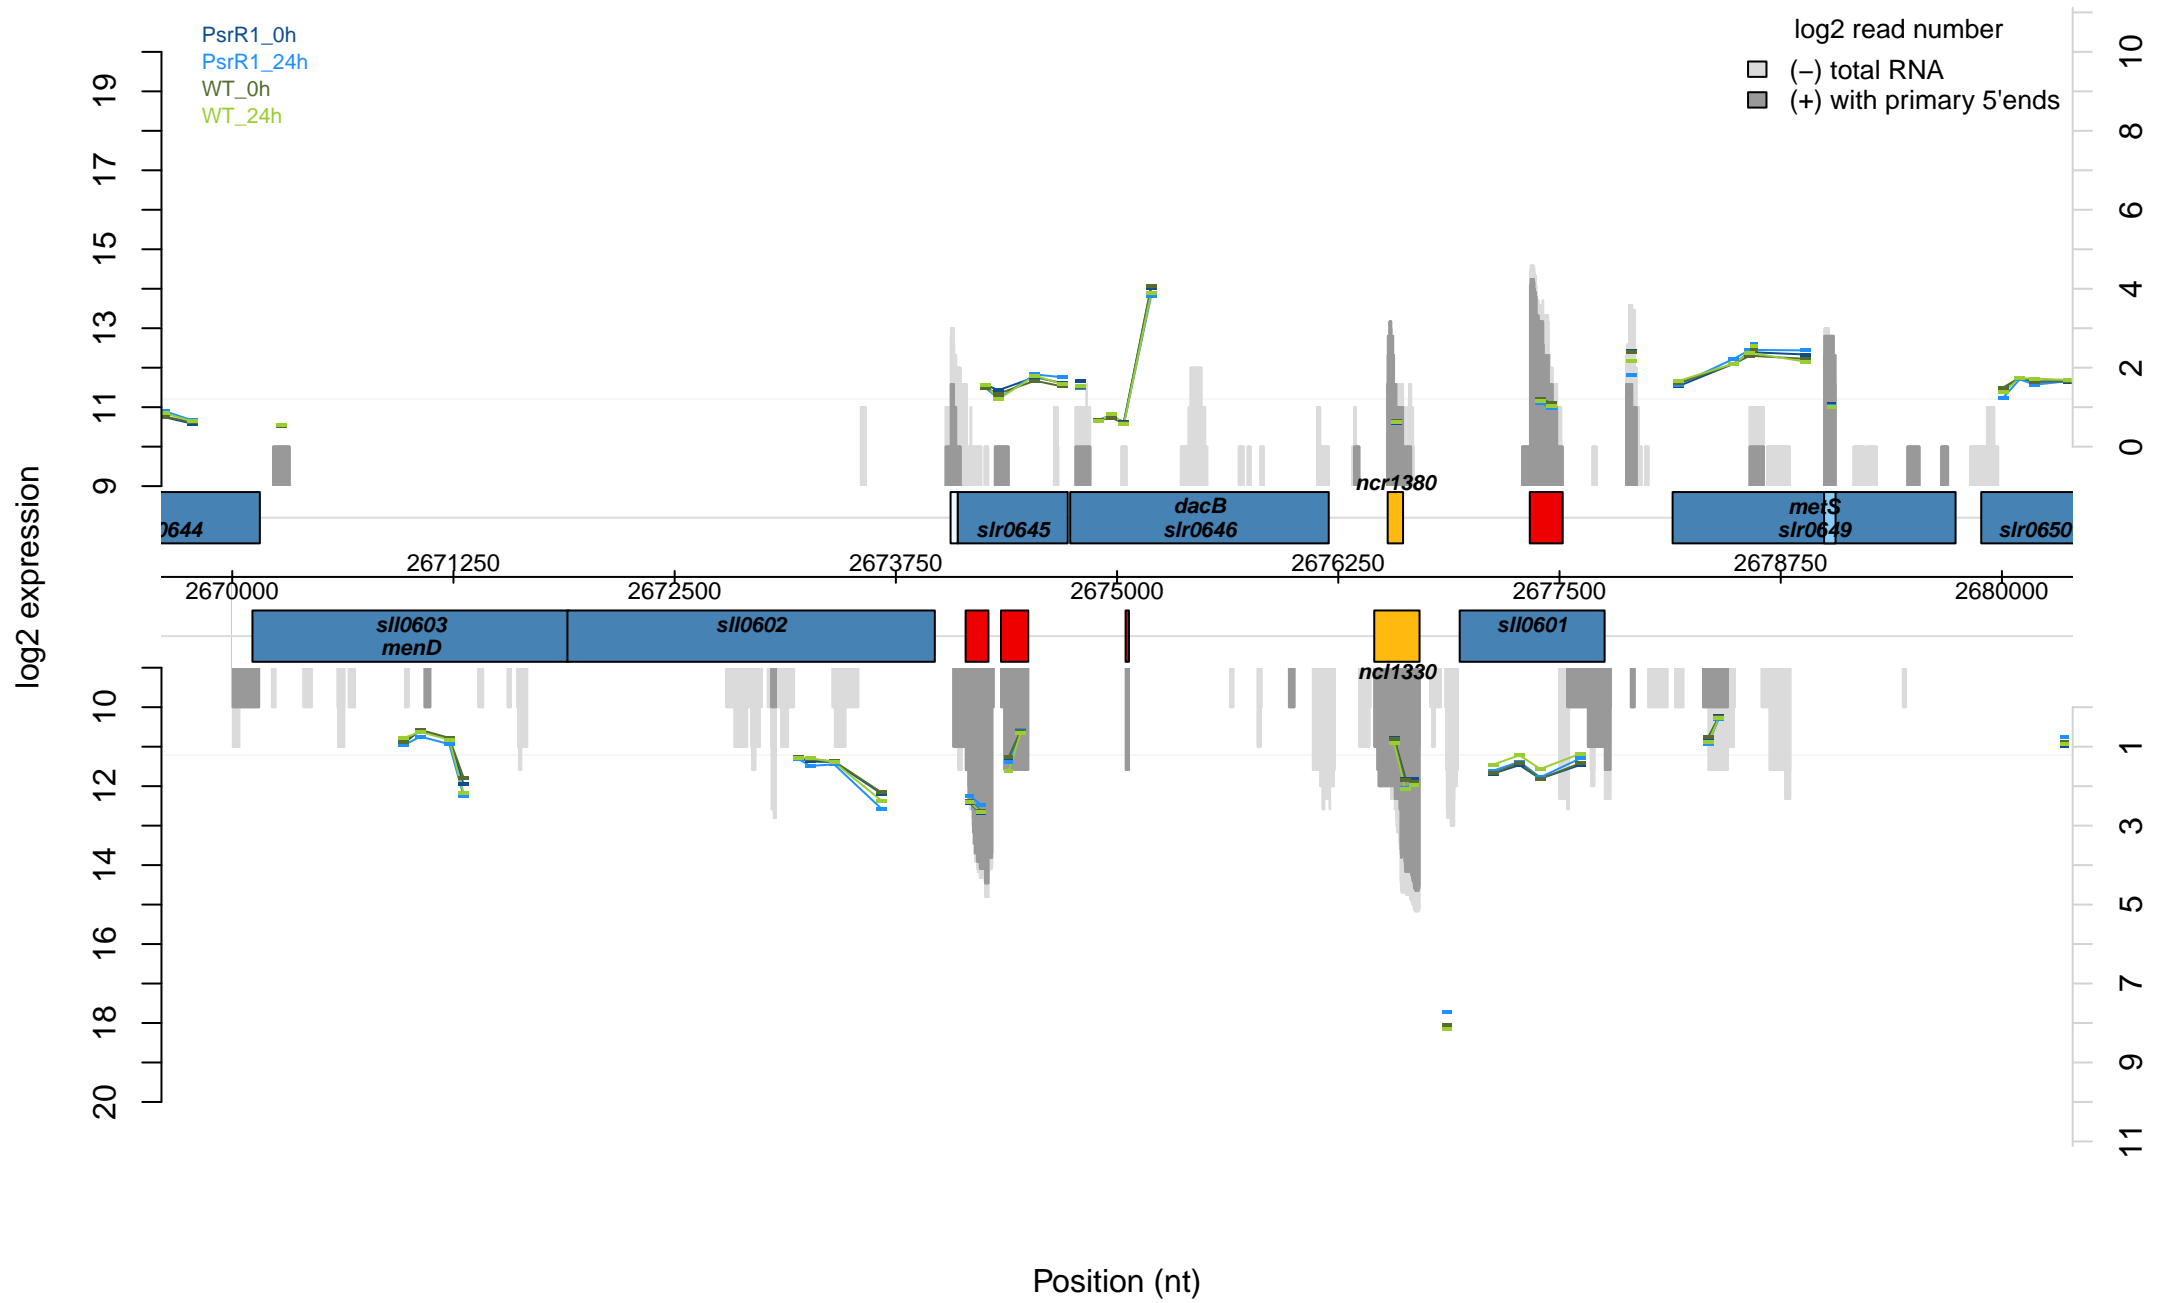 PsrR1_0h
PsrR1_24h
WT_0h
WT_24h
log2 read number
(−) total RNA
(+) with primary 5'ends
19
17
15
13
11
9
10
8
6
4
2
0
log2 expression
ncr1380
0644
slr0645
dacB
slr0646
metS
slr0649
slr0650
2671250
2673750
2676250
2678750
2670000
2672500
2675000
2677500
2680000
sll0603
menD
sll0602
sll0601
ncl1330
10
12
14
16
18
20
1
3
5
7
9
11
Position (nt)